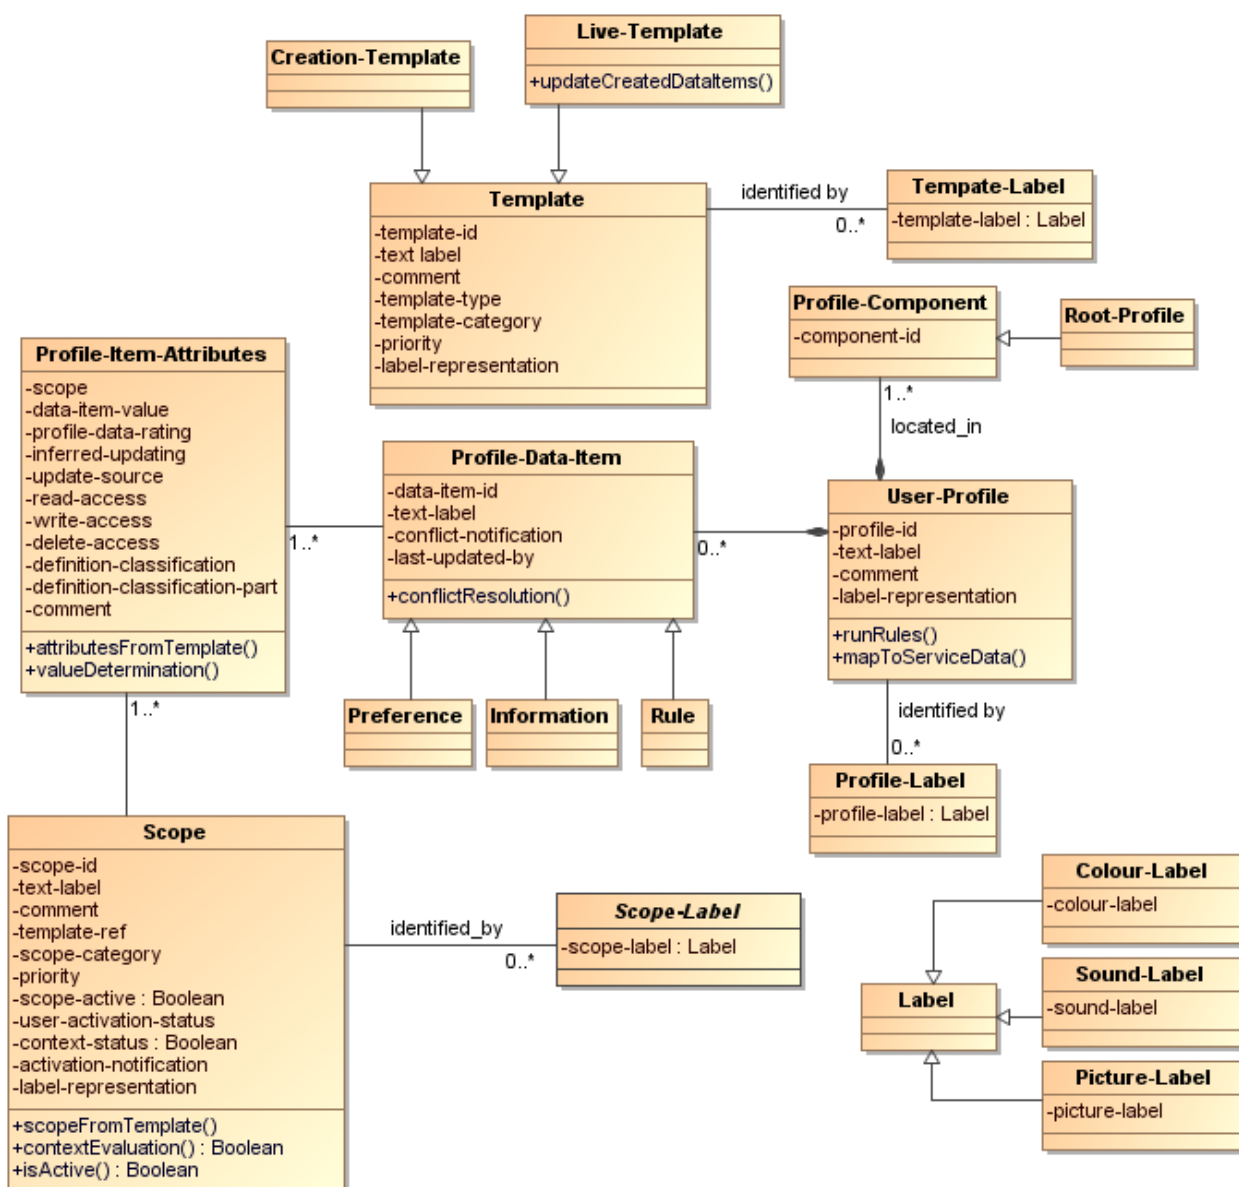 Creation-Template
Live-Template
+updateCreatedDataItems()
Template
-template-id
-text label
-comment
-template-type
-template-category
-priority
-label-representation
identified by
0..*
Tempate-Label
-template-label : Label
Profile-Component
-component-id
Root-Profile
1..*
located_in
Profile-Item-Attributes
-scope
-data-item-value
-profile-data-rating
-inferred-updating
-update-source
-read-access
-write-access
-delete-access
-definition-classification
-definition-classification-part
-comment
+attributesFromTemplate()
+valueDetermination()
1..*
Profile-Data-Item
-data-item-id
-text-label
-conflict-notification
-last-updated-by
+conflictResolution()
0..*
User-Profile
-profile-id
-text-label
-comment
-label-representation
+runRules()
+mapToServiceData()
1..*
Preference
Information
Rule
identified by
0..*
Profile-Label
-profile-label : Label
Scope
-scope-id
-text-label
-comment
-template-ref
-scope-category
-priority
-scope-active : Boolean
-user-activation-status
-context-status : Boolean
-activation-notification
-label-representation
+scopeFromTemplate()
+contextEvaluation() : Boolean
+isActive() : Boolean
identified_by
0..*
Scope-Label
-scope-label : Label
Label
Colour-Label
-colour-label
Sound-Label
-sound-label
Picture-Label
-picture-label